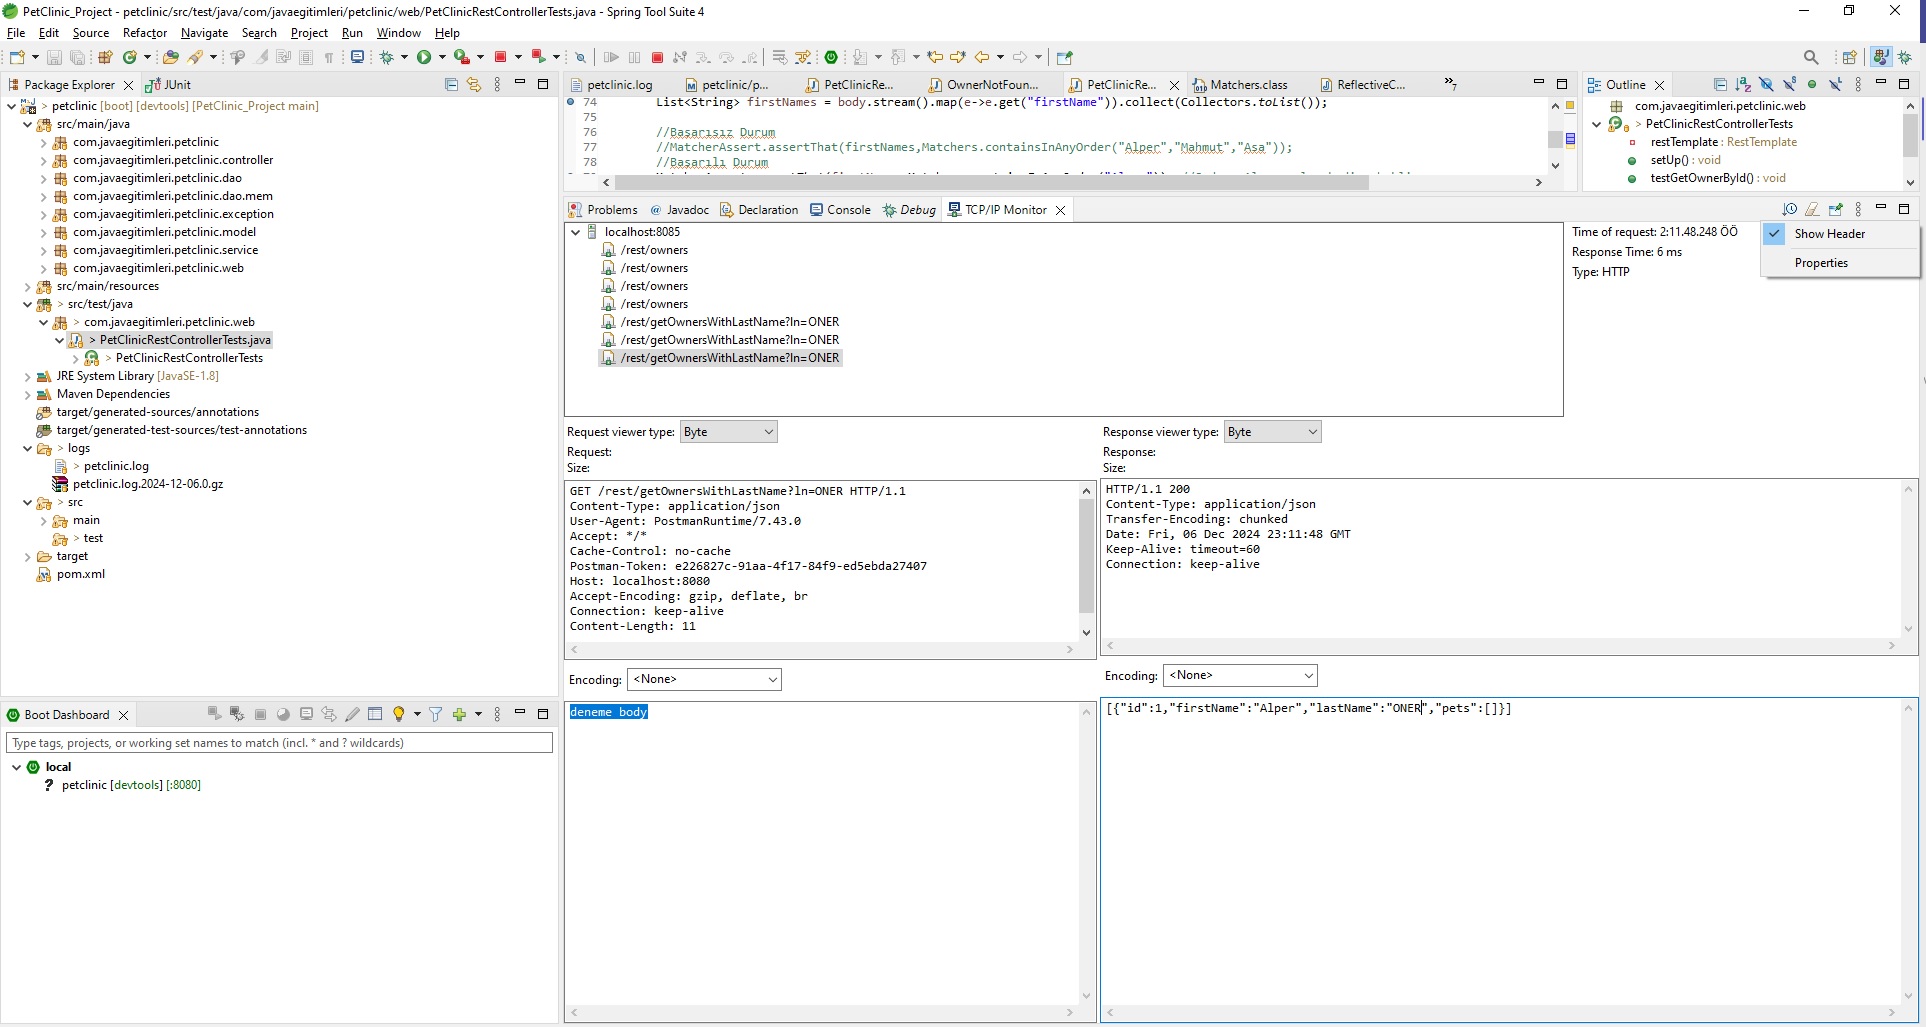 PetClinic_Project - petclinic/src/test/java/com/javaegitimleri/petclinic/web/PetClinicRestControllerTests.java - Spring Tool Suite 4
File Edit Source Refactor Navigate Search Project Run Window Help
Package Explorer
JUnit
petclinic [boot] [devtools] [PetClinic_Project main]
src/main/java
com.javaegitimleri.petclinic
com.javaegitimleri.petclinic.controller
com.javaegitimleri.petclinic.dao
com.javaegitimleri.petclinic.dao.mem
com.javaegitimleri.petclinic.exception
com.javaegitimleri.petclinic.model
com.javaegitimleri.petclinic.service
com.javaegitimleri.petclinic.web
src/main/resources
> src/test/java
> com.javaegitimleri.petclinic.web
> PetClinicRestControllerTests.java
> PetClinicRestControllerTests
JRE System Library [JavaSE-1.8]
Maven Dependencies
target/generated-sources/annotations
target/generated-test-sources/test-annotations
> logs
> petclinic.log
petclinic.log.2024-12-06.0.gz
> src
main
> test
target
pom.xml
Boot Dashboard
Type tags, projects, or working set names to match (incl. * and ? wildcards)
local
petclinic [devtools] [:8080]
petclinic.log petclinic/p... PetClinicRe... OwnerNotFoun... PetClinicRe... Matchers.class ReflectiveC... »7
74 List<String> firstNames = body.stream().map(e->e.get("firstName")).collect(Collectors.toList());
75
76 //Başarısız Durum
77 //MatcherAssert.assertThat(firstNames,Matchers.containsInAnyOrder("Alper","Mahmut","Asa"));
78 //Başarılı Durum
Outline
com.javaegitimleri.petclinic.web
> PetClinicRestControllerTests
restTemplate : RestTemplate
setUp() : void
testGetOwnerById() : void
Problems Javadoc Declaration Console Debug TCP/IP Monitor
localhost:8085
/rest/owners
/rest/owners
/rest/owners
/rest/owners
/rest/getOwnersWithLastName?ln=ONER
/rest/getOwnersWithLastName?ln=ONER
/rest/getOwnersWithLastName?ln=ONER
Time of request: 2:11.48.248 ÖÖ
Response Time: 6 ms
Type: HTTP
Show Header
Properties
Request viewer type: Byte
Request:
Size:
GET /rest/getOwnersWithLastName?ln=ONER HTTP/1.1
Content-Type: application/json
User-Agent: PostmanRuntime/7.43.0
Accept: */*
Cache-Control: no-cache
Postman-Token: e226827c-91aa-4f17-84f9-ed5ebda27407
Host: localhost:8080
Accept-Encoding: gzip, deflate, br
Connection: keep-alive
Content-Length: 11
Encoding: <None>
deneme body
Response viewer type: Byte
Response:
Size:
HTTP/1.1 200
Content-Type: application/json
Transfer-Encoding: chunked
Date: Fri, 06 Dec 2024 23:11:48 GMT
Keep-Alive: timeout=60
Connection: keep-alive
Encoding: <None>
[{"id":1,"firstName":"Alper","lastName":"ONER","pets":[]}]